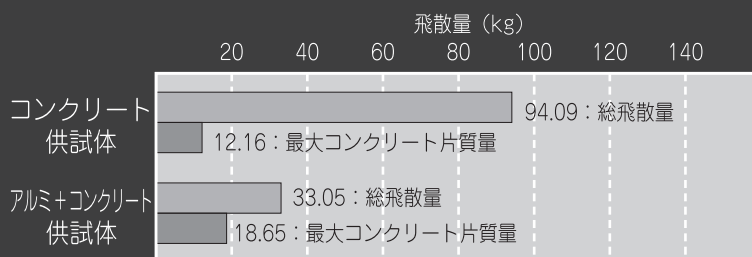 飛散量（kg）
20 40 60 80 100 120 140
コンクリート
供試体
94.09：総飛散量
12.16：最大コンクリート片質量
アルミ＋コンクリート
供試体
33.05：総飛散量
18.65：最大コンクリート片質量